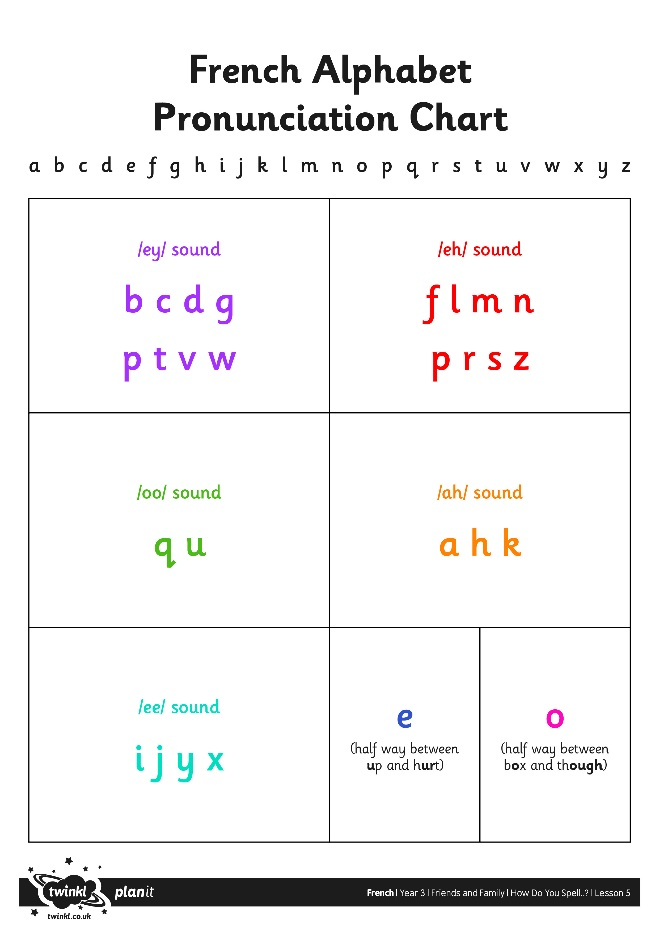 French Alphabet
Pronunciation Chart
a b c d e f g h i j k l m n o p q r s t u v w x y z
/ey/ sound
b c d g
p t v w
/eh/ sound
f l m n
p r s z
/oo/ sound
q u
/ah/ sound
a h k
/ee/ sound
i j y x
e
(half way between
up and hurt)
o
(half way between
box and though)
twinkl planit
twinkl.co.uk
French | Year 3 | Friends and Family | How Do You Spell..? | Lesson 5